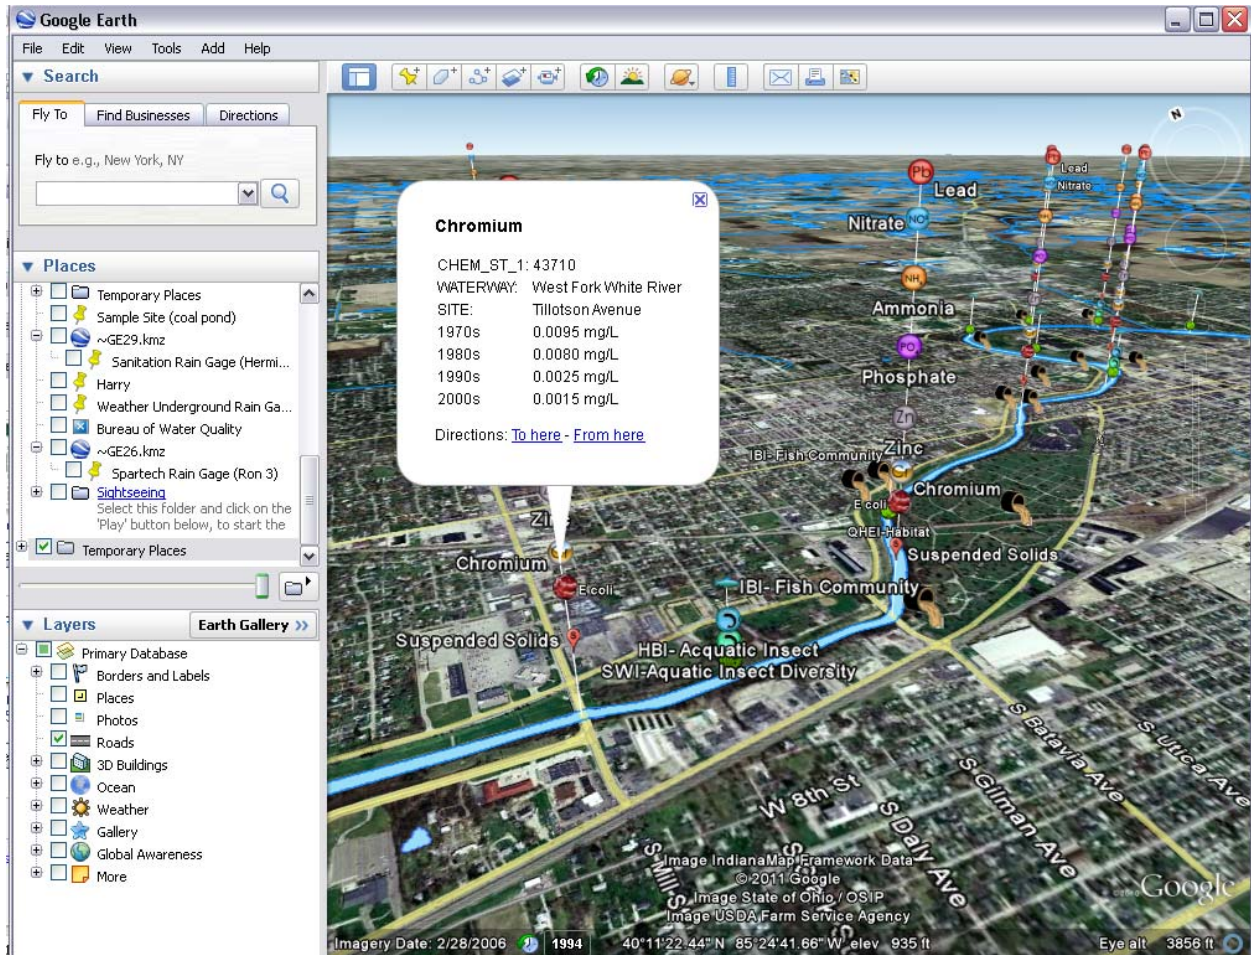 Google Earth
File Edit View Tools Add Help
Search
Fly To Find Businesses Directions
Fly to e.g., New York, NY
Places
Temporary Places
Sample Site (coal pond)
~GE29.kmz
Sanitation Rain Gage (Hermi...
Harry
Weather Underground Rain Ga...
Bureau of Water Quality
~GE26.kmz
Spartech Rain Gage (Ron 3)
Sightseeing
Select this folder and click on the
'Play' button below, to start the
Temporary Places
Layers Earth Gallery >>
Primary Database
Borders and Labels
Places
Photos
Roads
3D Buildings
Ocean
Weather
Gallery
Global Awareness
More
N
Chromium
CHEM_ST_1: 43710
WATERWAY: West Fork White River
SITE: Tillotson Avenue
1970s 0.0095 mg/L
1980s 0.0080 mg/L
1990s 0.0025 mg/L
2000s 0.0015 mg/L
Directions: To here - From here
Pb Lead
Nitrate NO
NH
Ammonia
PO
Phosphate
Zn
Zinc
IBI- Fish Community
Chromium
E coli
QHEI-Habitat
Suspended Solids
Lead
Nitrate
Zinc
Chromium
E coli
Suspended Solids
IBI- Fish Community
HBI- Acquatic Insect
SWI-Aquatic Insect Diversity
S Batavia Ave
S Utica Ave
S Gilman Ave
W 8th St
S Daly Ave
S Mill St
Image IndianaMap Framework Data
© 2011 Google
Image State of Ohio / OSIP
Image USDA Farm Service Agency
Google
Imagery Date: 2/28/2006 1994 40°11'22.44" N 85°24'41.66" W elev 935 ft Eye alt 3856 ft